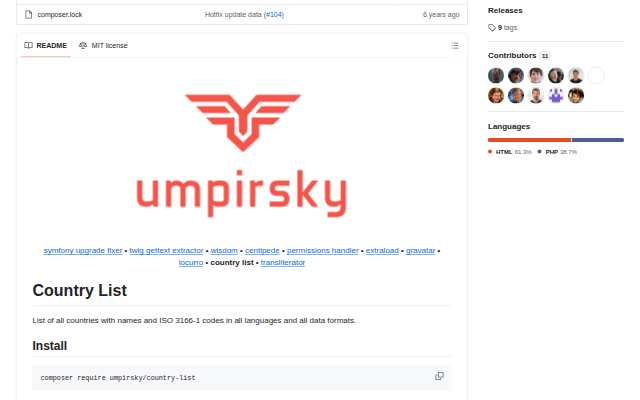 composer.lock Hotfix update data (#104) 6 years ago
README MIT license
umpirsky
symfony upgrade fixer • twig gettext extractor • wisdom • centipede • permissions handler • extraload • gravatar •
locurro • country list • transliterator
Country List
List of all countries with names and ISO 3166-1 codes in all languages and all data formats.
Install
composer require umpirsky/country-list
Releases
9 tags
Contributors 11
Languages
HTML 61.3% PHP 38.7%